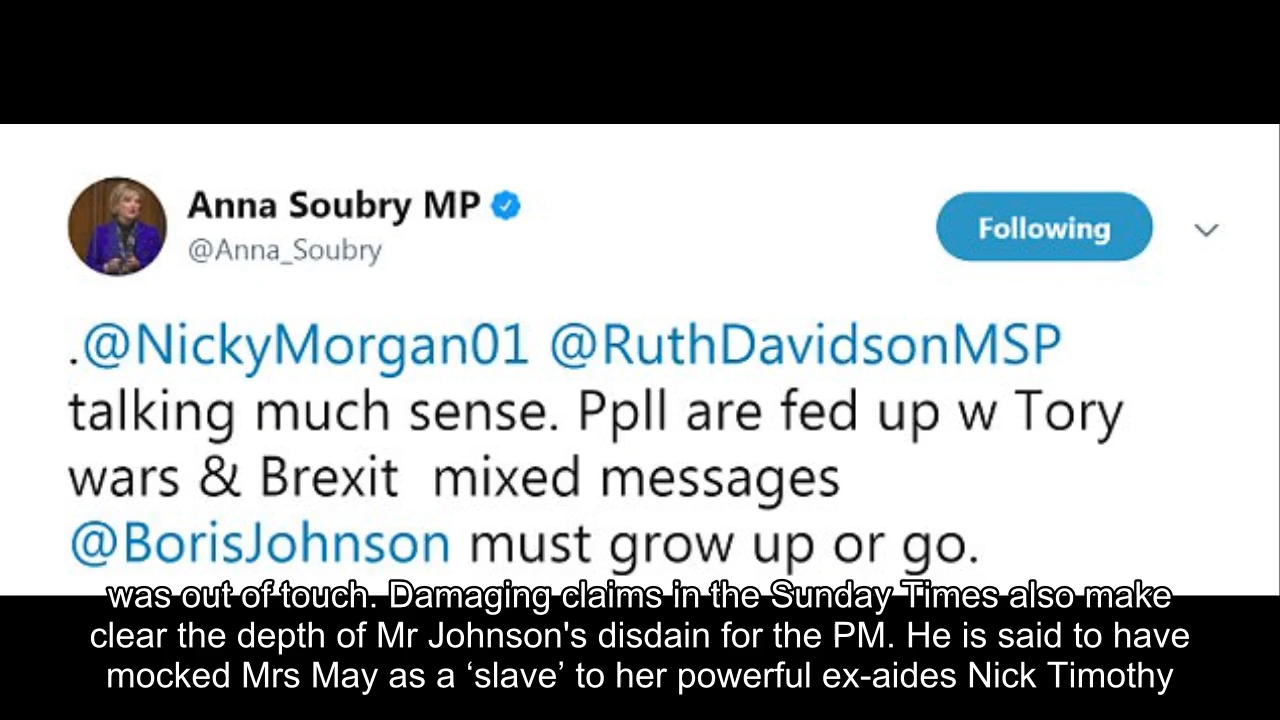 Anna Soubry MP
@Anna_Soubry
Following
.@NickyMorgan01 @RuthDavidsonMSP
talking much sense. Ppll are fed up w Tory
wars & Brexit  mixed messages
@BorisJohnson must grow up or go.
was out of touch. Damaging claims in the Sunday Times also make
clear the depth of Mr Johnson's disdain for the PM. He is said to have
mocked Mrs May as a ‘slave’ to her powerful ex-aides Nick Timothy